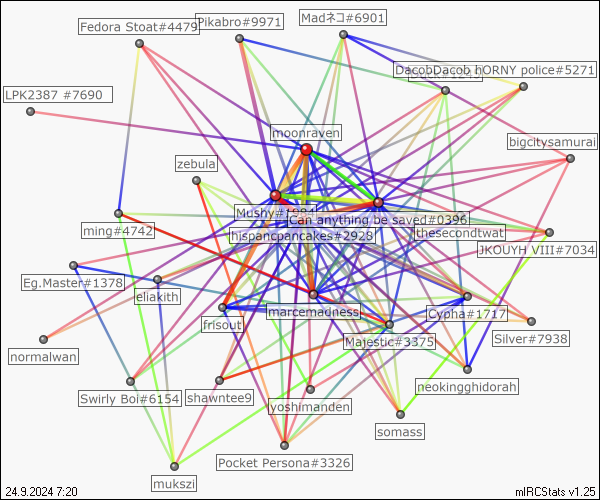 Fedora Stoat#4479
Pikabro#9971
Madネコ#6901
DacobDacob hORNY police#5271
LPK2387 #7690
moonraven
bigcitysamurai
zebula
Mushy#1984
Can anything be saved#0396
ming#4742
hispancpancakes#2928
thesecondtwat
JKOUYH VIII#7034
Eg.Master#1378
eliakith
frisout
marcemadness
Cypha#1717
Majestic#3375
Silver#7938
normalwan
Swirly Boi#6154
shawntee9
yoshimanden
neokingghidorah
somass
Pocket Persona#3326
mukszi
24.9.2024 7:20
mIRCStats v1.25